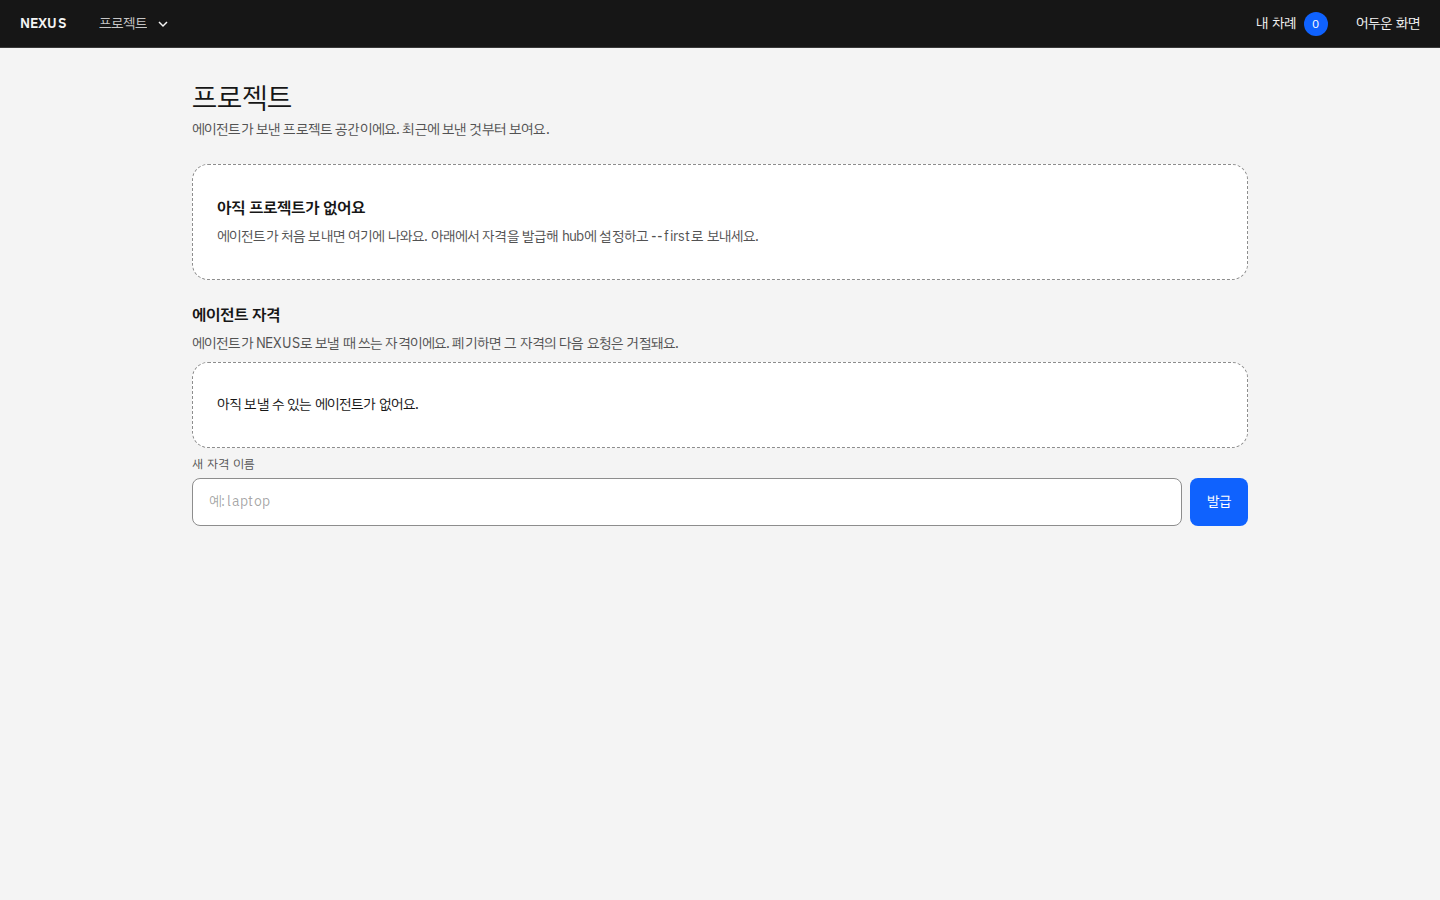 NEXUS 프로젝트 내 차례 0 어두운 화면
프로젝트
에이전트가 보낸 프로젝트 공간이에요. 최근에 보낸 것부터 보여요.
아직 프로젝트가 없어요
에이전트가 처음 보내면 여기에 나와요. 아래에서 자격을 발급해 hub에 설정하고 --first로 보내세요.
에이전트 자격
에이전트가 NEXUS로 보낼 때 쓰는 자격이에요. 폐기하면 그 자격의 다음 요청은 거절돼요.
아직 보낼 수 있는 에이전트가 없어요.
새 자격 이름
예: laptop 발급